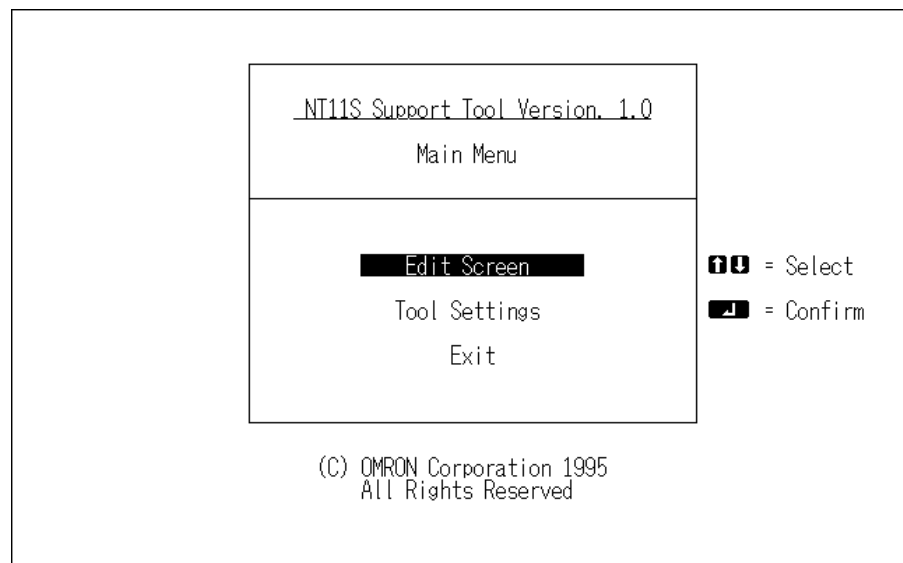 NT11S Support Tool Version. 1.0
Main Menu
Edit Screen
= Select
Tool Settings
= Confirm
Exit
(C) OMRON Corporation 1995
All Rights Reserved